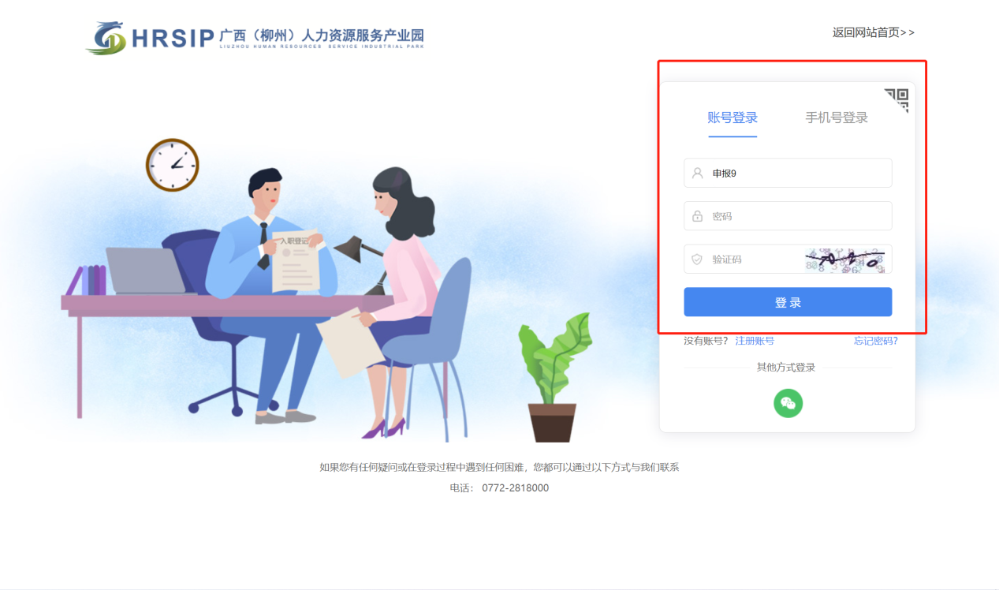 HRSIP 广西（柳州）人力资源服务产业园
LIUZHOU HUMAN RESOURCES SERVICE INDUSTRIAL PARK
返回网站首页>>
账号登录 手机号登录
申报9
密码
验证码
登 录
没有账号? 注册账号 忘记密码?
其他方式登录
入职登记
如果您有任何疑问或在登录过程中遇到任何困难，您都可以通过以下方式与我们联系
电话： 0772-2818000